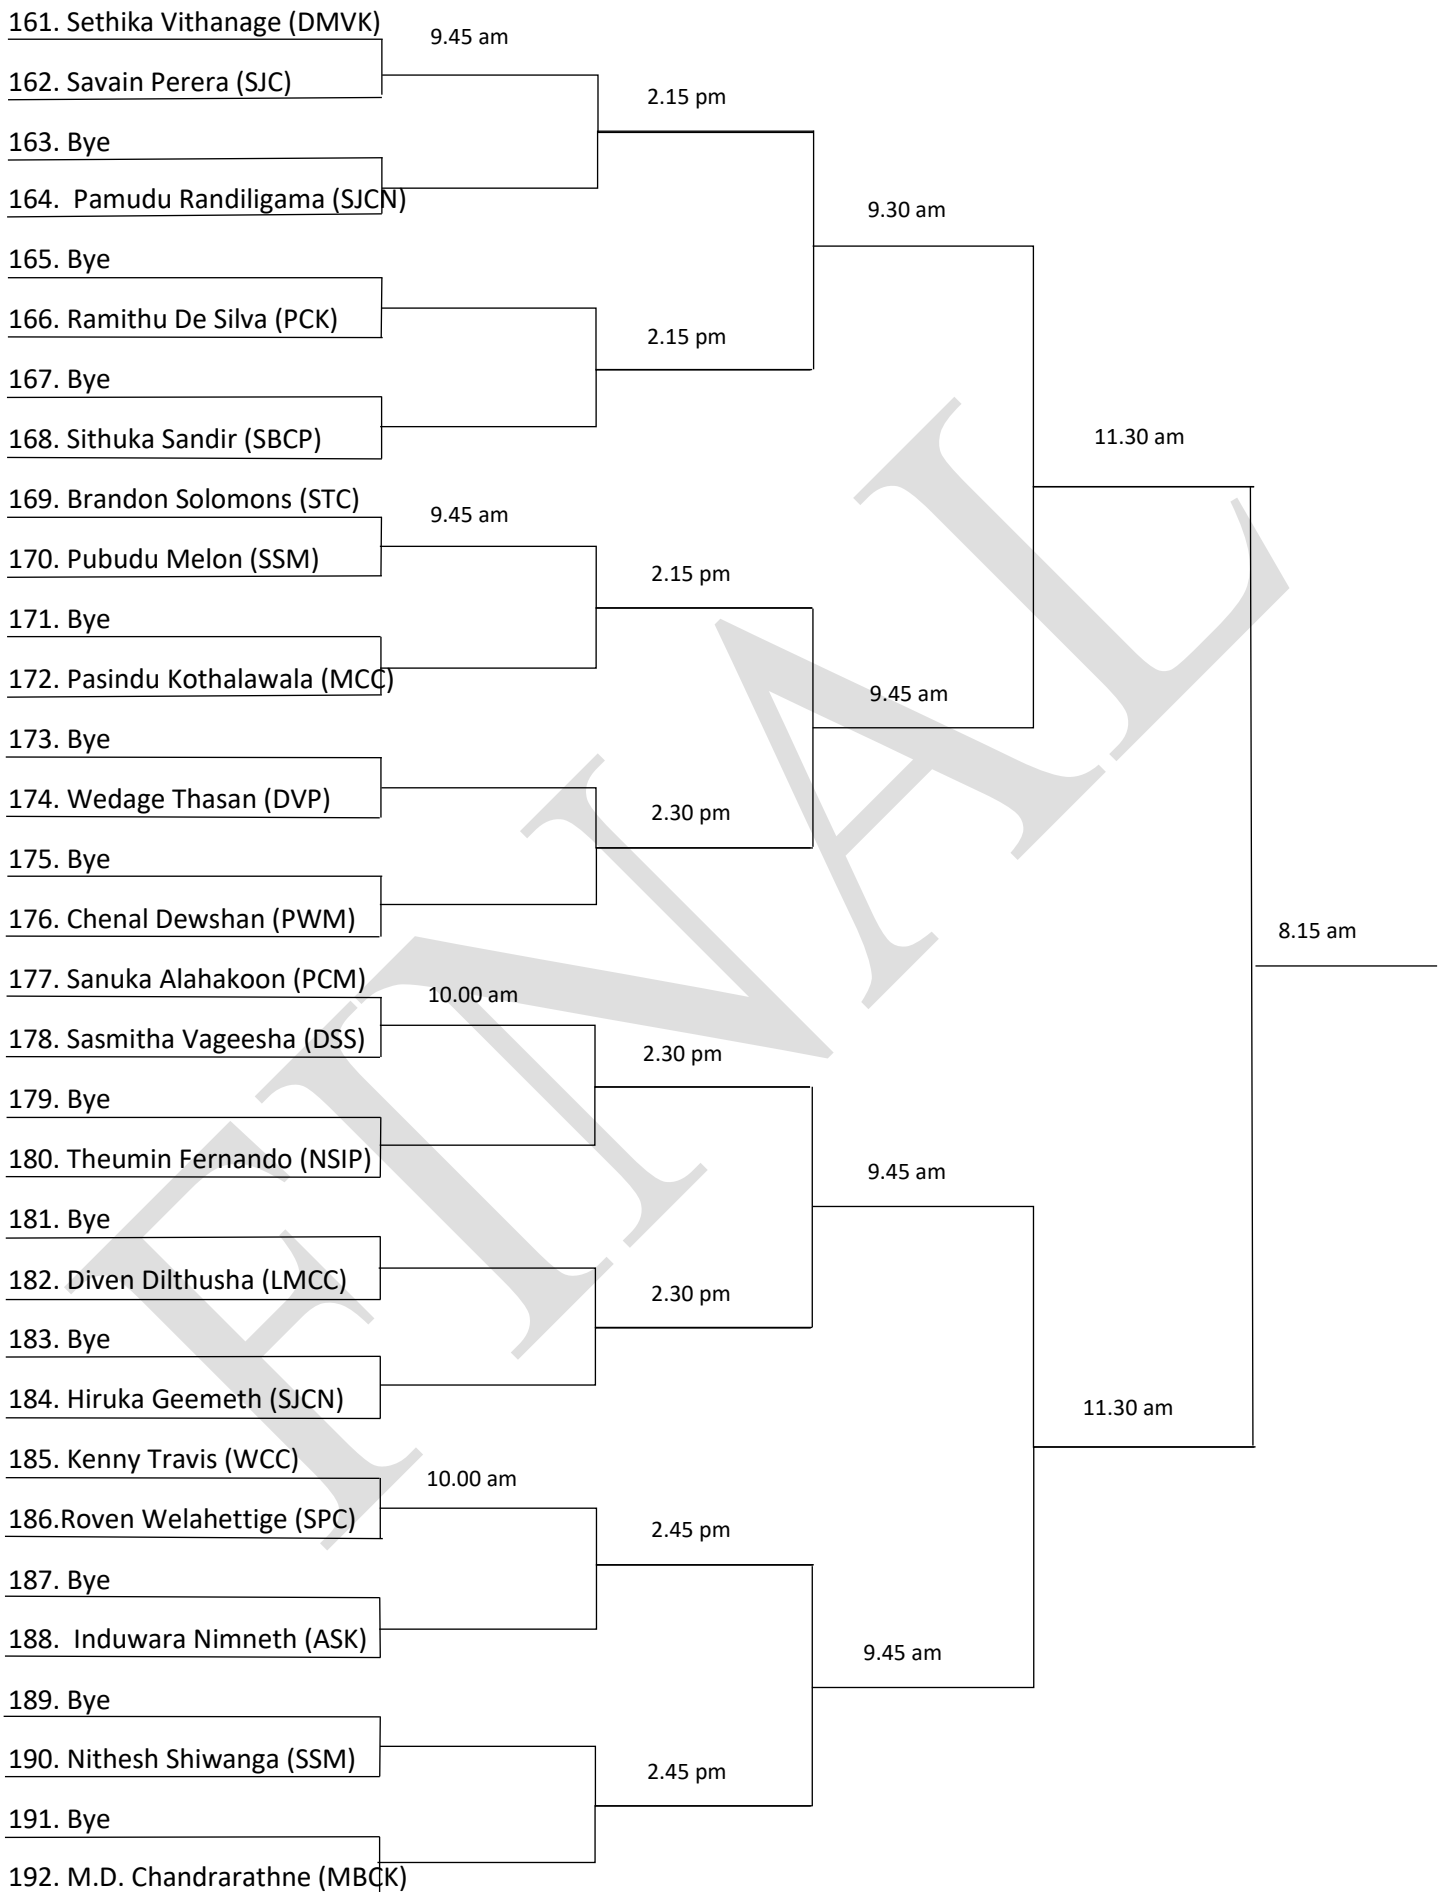 161. Sethika Vithanage (DMVK)
9.45 am
162. Savain Perera (SJC)
2.15 pm
163. Bye
164. Pamudu Randiligama (SJCN)
9.30 am
165. Bye
166. Ramithu De Silva (PCK)
2.15 pm
167. Bye
168. Sithuka Sandir (SBCP)
11.30 am
169. Brandon Solomons (STC)
9.45 am
170. Pubudu Melon (SSM)
2.15 pm
171. Bye
172. Pasindu Kothalawala (MCC)
9.45 am
173. Bye
174. Wedage Thasan (DVP)
2.30 pm
175. Bye
176. Chenal Dewshan (PWM)
8.15 am
177. Sanuka Alahakoon (PCM)
10.00 am
178. Sasmitha Vageesha (DSS)
2.30 pm
179. Bye
180. Theumin Fernando (NSIP)
9.45 am
181. Bye
182. Diven Dilthusha (LMCC)
2.30 pm
183. Bye
184. Hiruka Geemeth (SJCN)
11.30 am
185. Kenny Travis (WCC)
10.00 am
186.Roven Welahettige (SPC)
2.45 pm
187. Bye
188. Induwara Nimneth (ASK)
9.45 am
189. Bye
190. Nithesh Shiwanga (SSM)
2.45 pm
191. Bye
192. M.D. Chandrarathne (MBCK)
FINAL